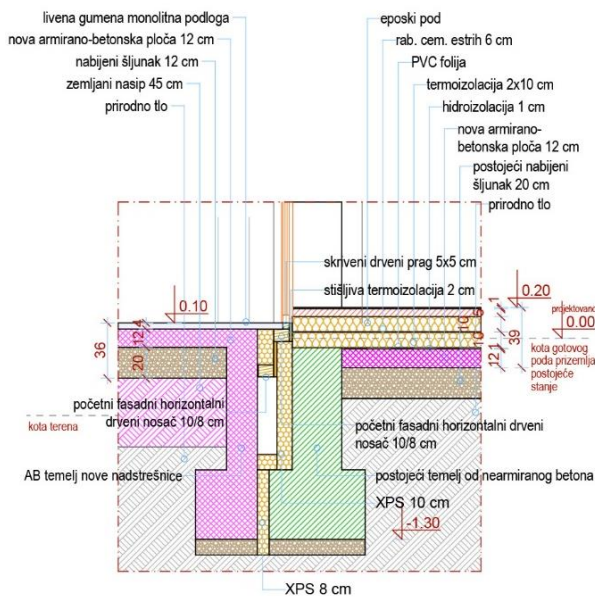 livena gumena monolitna podloga
nova armirano-betonska ploča 12 cm
nabijeni šljunak 12 cm
zemljani nasip 45 cm
prirodno tlo
eposki pod
rab. cem. estrih 6 cm
PVC folija
termoizolacija 2x10 cm
hidroizolacija 1 cm
nova armirano-
betonska ploča 12 cm
postojeći nabijeni
šljunak 20 cm
prirodno tlo
skriveni drveni prag 5x5 cm
stišljiva termoizolacija 2 cm
0.10
0.20
projektovano
0.00
kota gotovog
poda prizemlja
postojeće
stanje
36
12
4
20
1
10
10
12
39
početni fasadni horizontalni
drveni nosač 10/8 cm
kota terena
početni fasadni horizontalni drveni
nosač 10/8 cm
AB temelj nove nadstrešnice
postojeći temelj od nearmiranog betona
XPS 10 cm
-1.30
XPS 8 cm